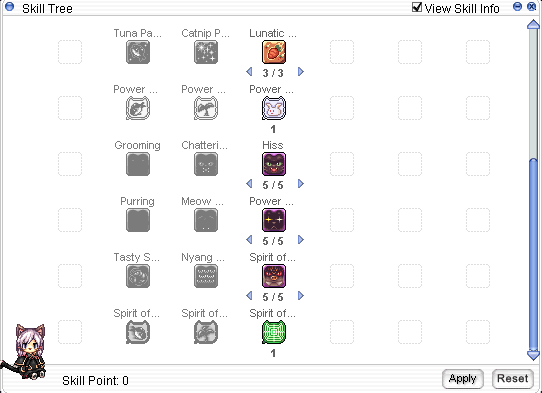 Skill Tree
View Skill Info
Tuna Pa... Catnip P... Lunatic ...
3 / 3
Power ... Power ... Power ...
1
Grooming Chatteri... Hiss
5 / 5
Purring Meow ... Power ...
5 / 5
Tasty S... Nyang ... Spirit of...
5 / 5
Spirit of... Spirit of... Spirit of...
1
Skill Point: 0
Apply Reset